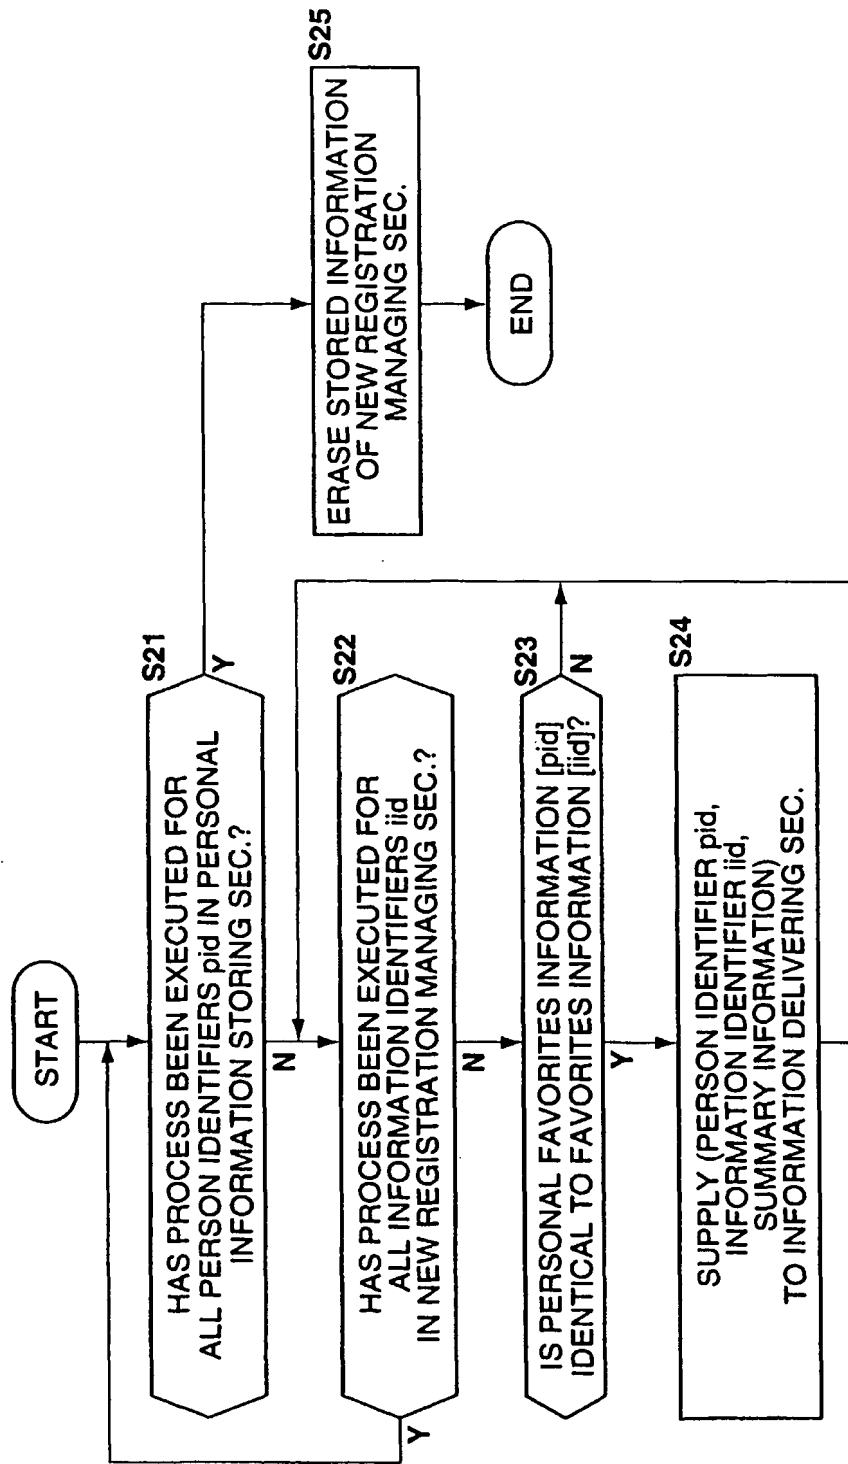 START
S21
HAS PROCESS BEEN EXECUTED FOR
ALL PERSON IDENTIFIERS pid IN PERSONAL
INFORMATION STORING SEC.?
Y
N
S22
HAS PROCESS BEEN EXECUTED FOR
ALL INFORMATION IDENTIFIERS iid
IN NEW REGISTRATION MANAGING SEC.?
Y
N
S23
IS PERSONAL FAVORITES INFORMATION [pid]
IDENTICAL TO FAVORITES INFORMATION [iid]?
N
Y
S24
SUPPLY (PERSON IDENTIFIER pid,
INFORMATION IDENTIFIER iid,
SUMMARY INFORMATION)
TO INFORMATION DELIVERING SEC.
S25
ERASE STORED INFORMATION
OF NEW REGISTRATION
MANAGING SEC.
END